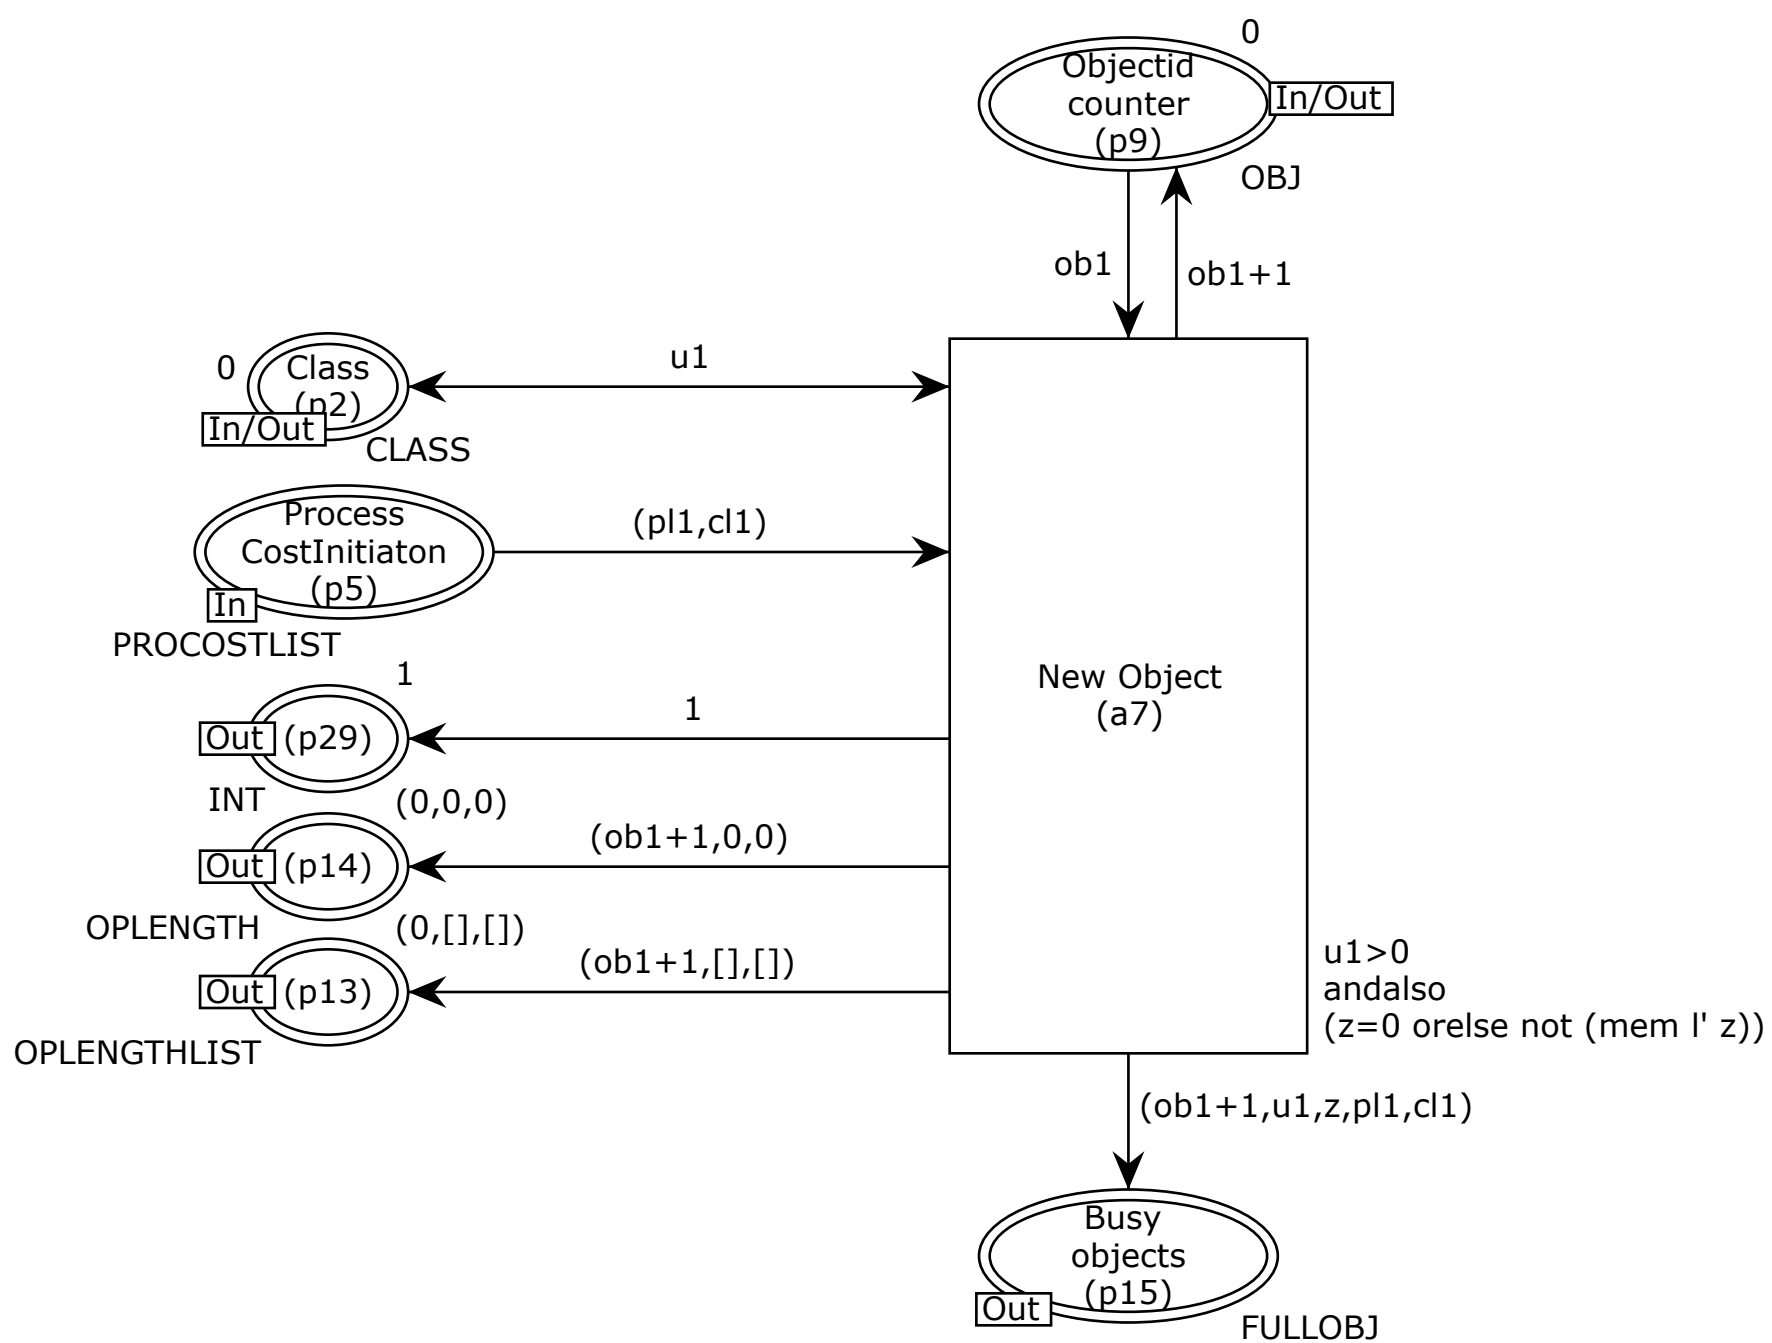 0
Objectid
counter
(p9)
In/Out
OBJ
ob1
ob1+1
0
Class
(p2)
In/Out
CLASS
u1
Process
CostInitiaton
(p5)
In
PROCOSTLIST
(pl1,cl1)
New Object
(a7)
1
Out
(p29)
INT
1
(0,0,0)
Out
(p14)
OPLENGTH
(ob1+1,0,0)
(0,[],[])
Out
(p13)
OPLENGTHLIST
(ob1+1,[],[])
u1>0
andalso
(z=0 orelse not (mem l' z))
(ob1+1,u1,z,pl1,cl1)
Busy
objects
(p15)
Out
FULLOBJ